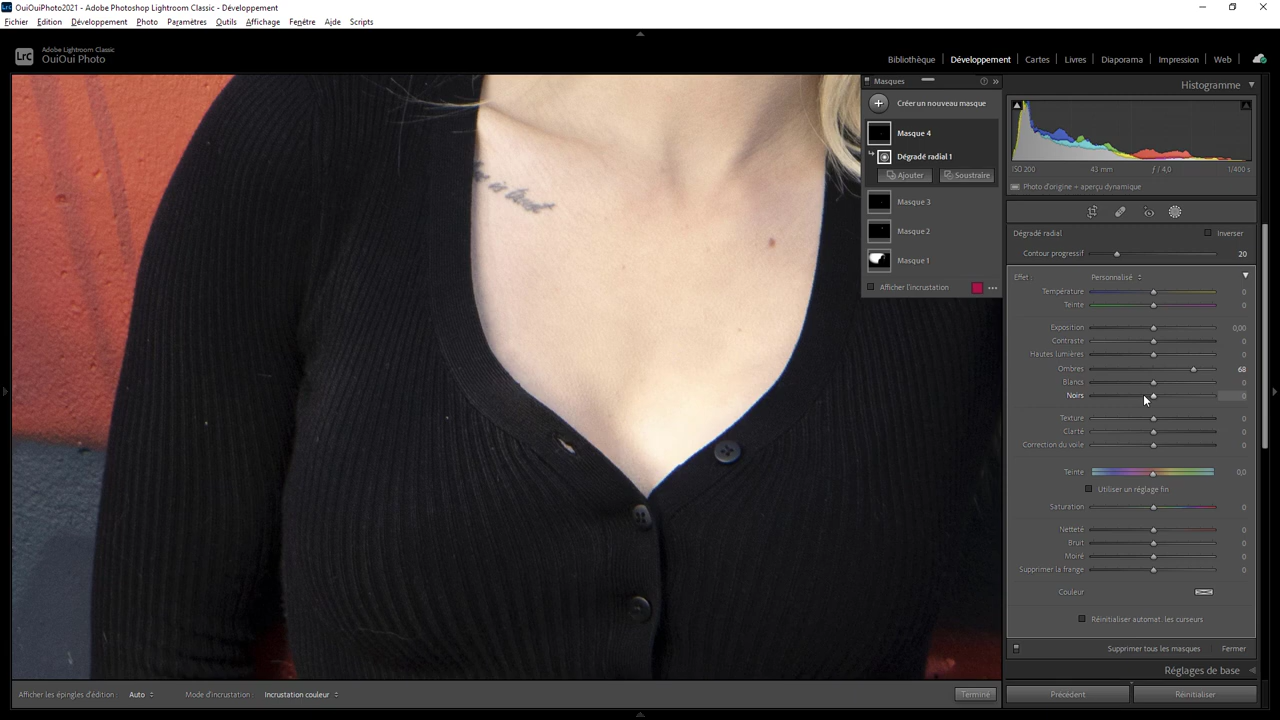 OuiOuiPhoto2021 - Adobe Photoshop Lightroom Classic - Développement
Fichier Edition Développement Photo Paramètres Outils Affichage Fenêtre Aide Scripts
Lrc
Adobe Lightroom Classic
OuiOui Photo
Bibliothèque Développement Cartes Livres Diaporama Impression Web
Masques
Créer un nouveau masque
Masque 4
Dégradé radial 1
Ajouter Soustraire
Masque 3
Masque 2
Masque 1
Afficher l'incrustation
Histogramme
ISO 200 43 mm ƒ / 4,0 1/400 s
Photo d'origine + aperçu dynamique
Dégradé radial Inverser
Contour progressif 20
Effet : Personnalisé
Température 0
Teinte 0
Exposition 0,00
Contraste 0
Hautes lumières 0
Ombres 68
Blancs 0
Noirs 0
Texture 0
Clarté 0
Correction du voile 0
Teinte 0,0
Utiliser un réglage fin
Saturation 0
Netteté 0
Bruit 0
Moiré 0
Supprimer la frange 0
Couleur
Réinitialiser automat. les curseurs
Supprimer tous les masques Fermer
Réglages de base
Afficher les épingles d'édition : Auto Mode d'incrustation : Incrustation couleur Terminé
Précédent Réinitialiser